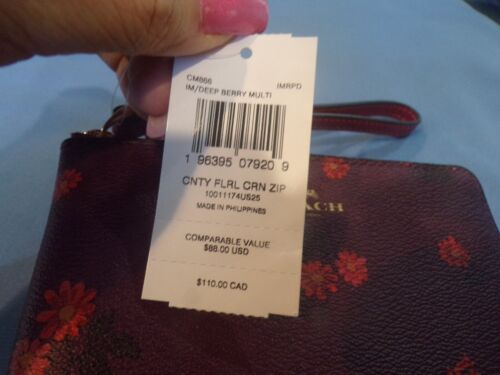 CM866 IMRPD
IM/DEEP BERRY MULTI
1 96395 07920 9
CNTY FLRL CRN ZIP
10011174US25
MADE IN PHILIPPINES
COMPARABLE VALUE
$88.00 USD
$110.00 CAD